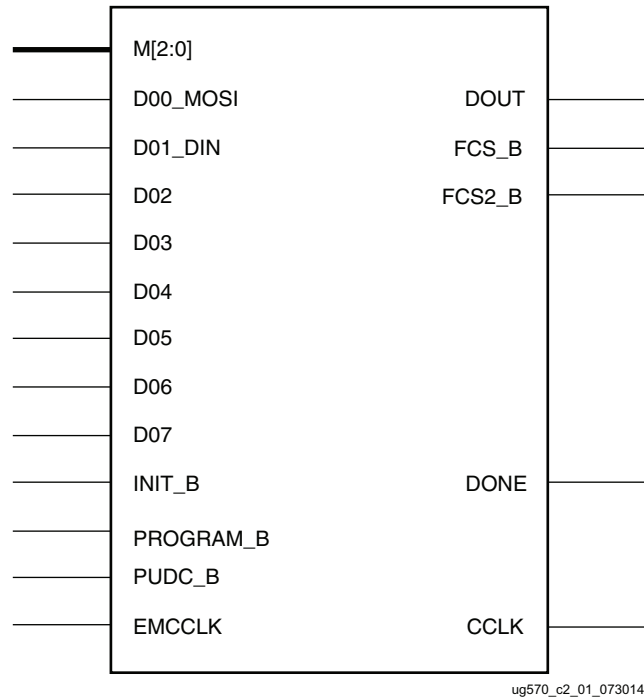 M[2:0]
D00_MOSI DOUT
D01_DIN FCS_B
D02 FCS2_B
D03
D04
D05
D06
D07
INIT_B DONE
PROGRAM_B
PUDC_B
EMCCLK CCLK
ug570_c2_01_073014